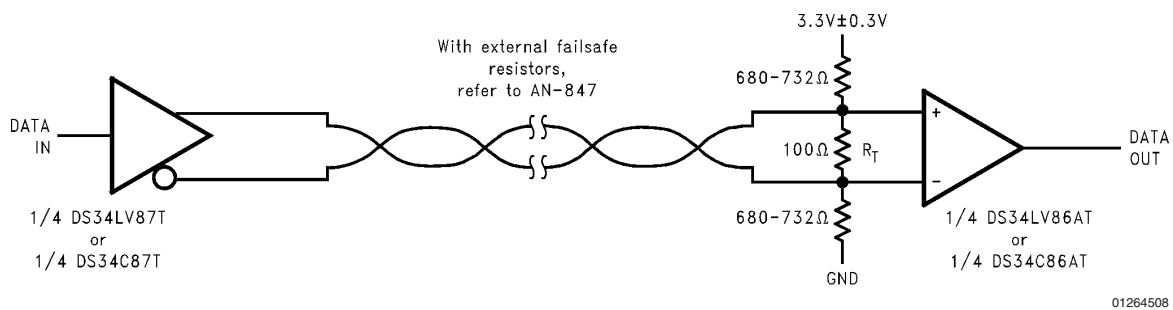 3.3V±0.3V
With external failsafe
resistors,
refer to AN-847
680-732Ω
DATA
IN
+
100Ω RT
−
DATA
OUT
680-732Ω
1/4 DS34LV87T
or
1/4 DS34C87T
1/4 DS34LV86AT
or
1/4 DS34C86AT
GND
01264508